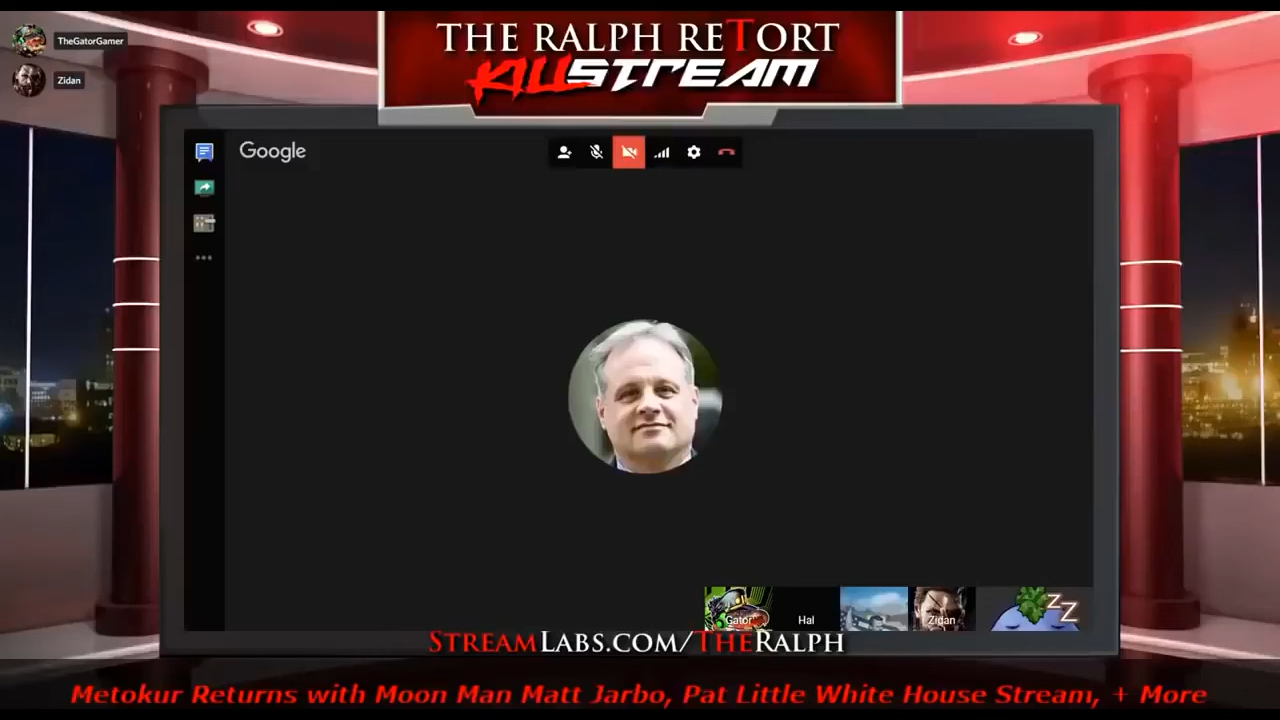 THE RALPH RETORT
KILLSTREAM
TheGatorGamer
Zidan
Google
Gator
Hal
Zidan
Z
Z
STREAMLABS.COM/THERALPH
Metokur Returns with Moon Man Matt Jarbo, Pat Little White House Stream, + More